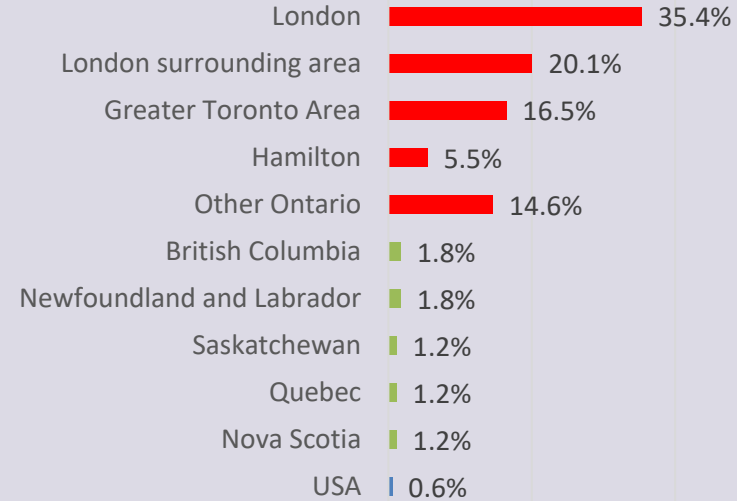 London 35.4%
London surrounding area 20.1%
Greater Toronto Area 16.5%
Hamilton 5.5%
Other Ontario 14.6%
British Columbia 1.8%
Newfoundland and Labrador 1.8%
Saskatchewan 1.2%
Quebec 1.2%
Nova Scotia 1.2%
USA 0.6%